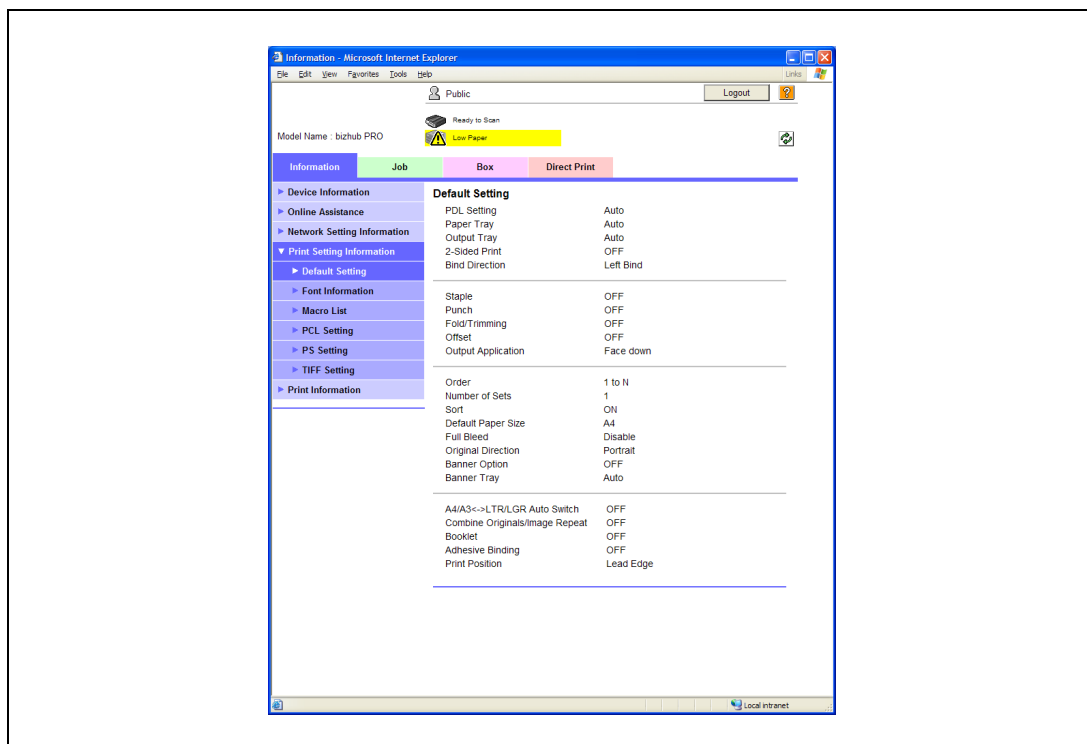 Information - Microsoft Internet Explorer
File Edit View Favorites Tools Help Links
Public Logout ?
Ready to Scan
Model Name : bizhub PRO Low Paper
Information Job Box Direct Print
Device Information
Online Assistance
Network Setting Information
Print Setting Information
Default Setting
Font Information
Macro List
PCL Setting
PS Setting
TIFF Setting
Print Information
Default Setting
PDL Setting Auto
Paper Tray Auto
Output Tray Auto
2-Sided Print OFF
Bind Direction Left Bind
Staple OFF
Punch OFF
Fold/Trimming OFF
Offset OFF
Output Application Face down
Order 1 to N
Number of Sets 1
Sort ON
Default Paper Size A4
Full Bleed Disable
Original Direction Portrait
Banner Option OFF
Banner Tray Auto
A4/A3<->LTR/LGR Auto Switch OFF
Combine Originals/Image Repeat OFF
Booklet OFF
Adhesive Binding OFF
Print Position Lead Edge
Local intranet